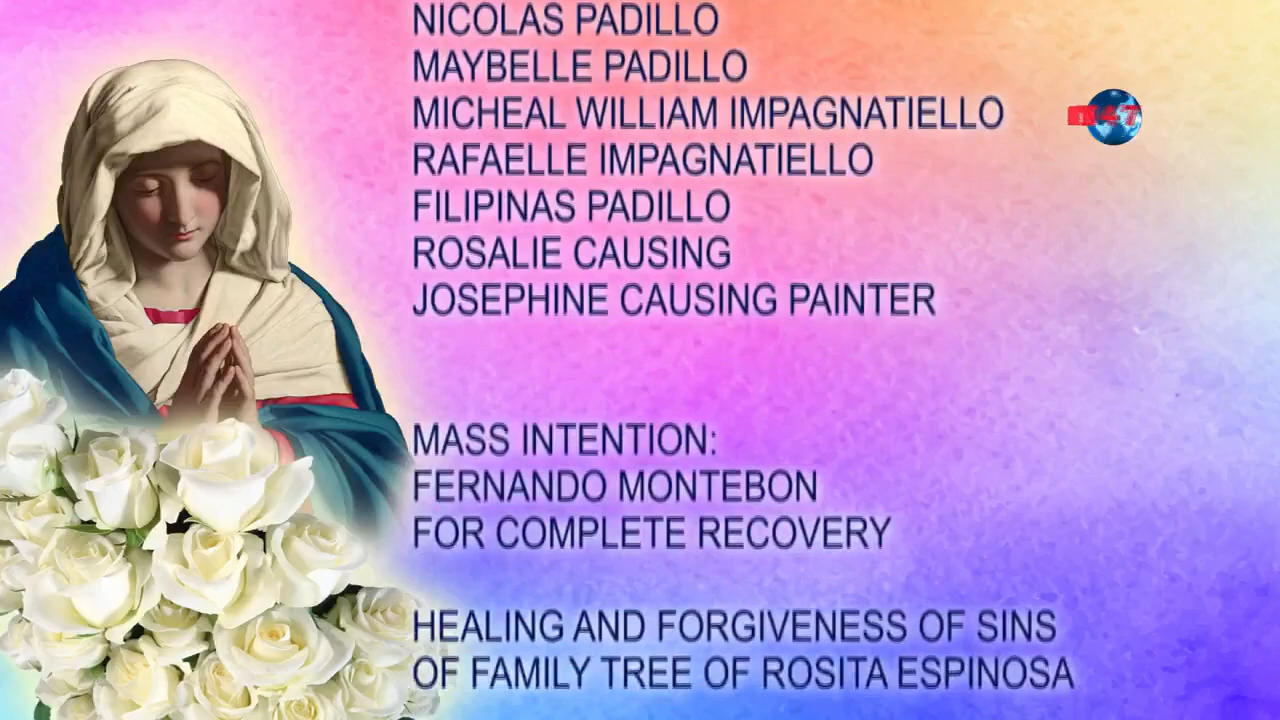 NICOLAS PADILLO
MAYBELLE PADILLO
MICHEAL WILLIAM IMPAGNATIELLO
RAFAELLE IMPAGNATIELLO
FILIPINAS PADILLO
ROSALIE CAUSING
JOSEPHINE CAUSING PAINTER
MASS INTENTION:
FERNANDO MONTEBON
FOR COMPLETE RECOVERY
HEALING AND FORGIVENESS OF SINS
OF FAMILY TREE OF ROSITA ESPINOSA